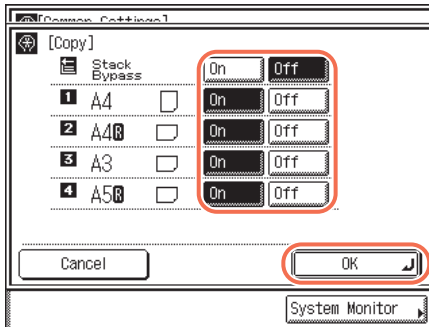 [Common Settings]
[Copy]
Stack
Bypass
On Off
1 A4 On Off
2 A4R On Off
3 A3 On Off
4 A5R On Off
Cancel OK
System Monitor